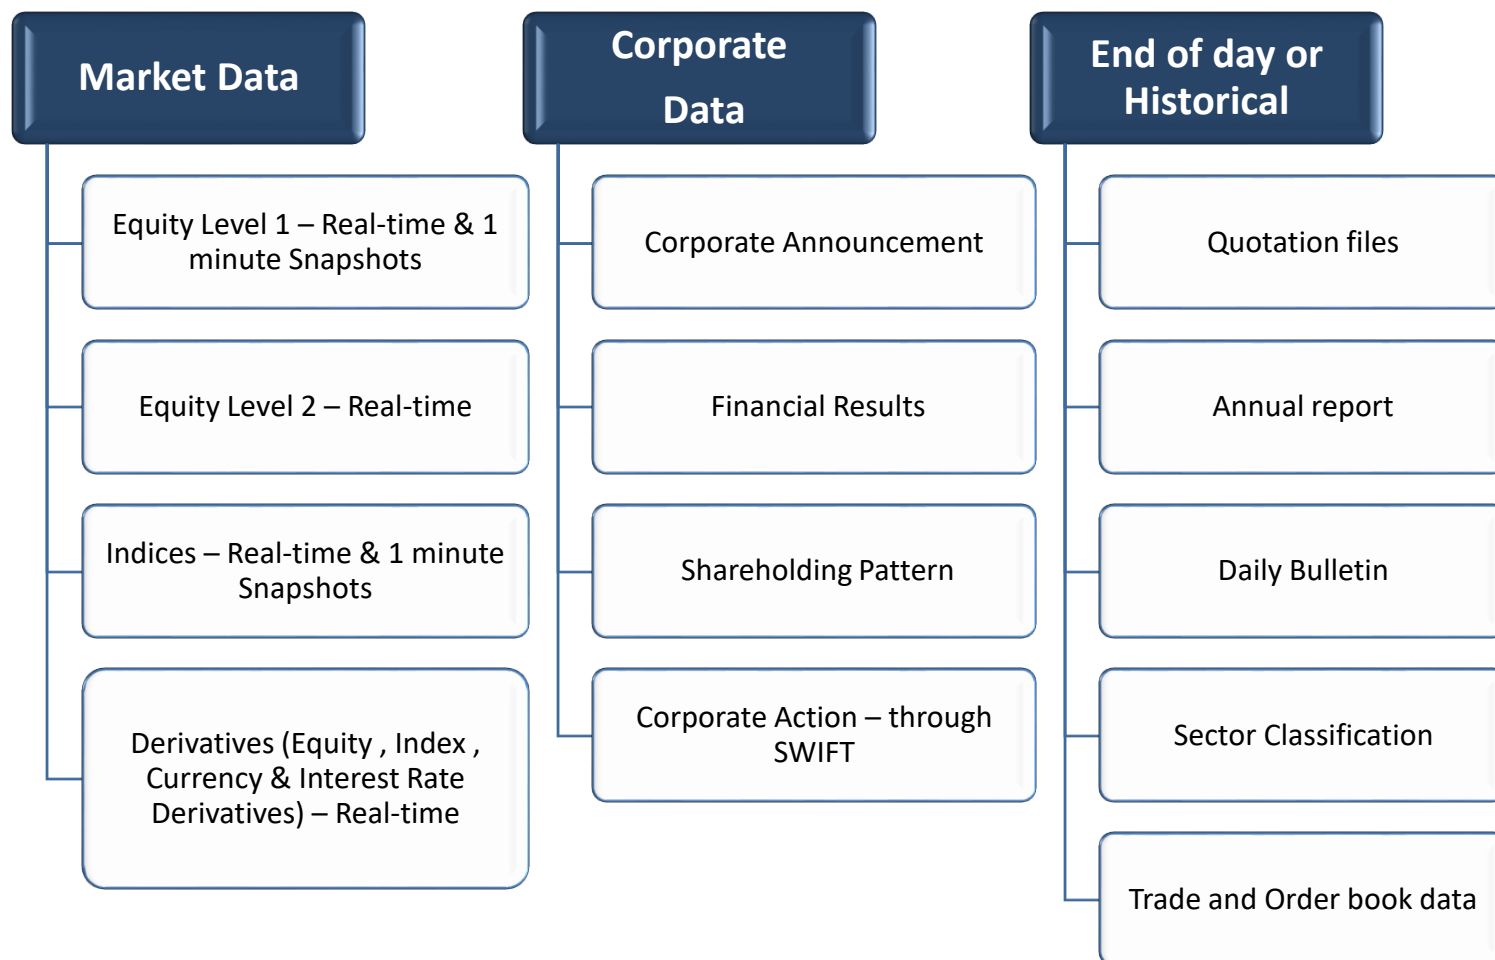 Market Data
Equity Level 1 – Real-time & 1
minute Snapshots
Equity Level 2 – Real-time
Indices – Real-time & 1 minute
Snapshots
Derivatives (Equity , Index ,
Currency & Interest Rate
Derivatives) – Real-time
Corporate
Data
Corporate Announcement
Financial Results
Shareholding Pattern
Corporate Action – through
SWIFT
End of day or
Historical
Quotation files
Annual report
Daily Bulletin
Sector Classification
Trade and Order book data